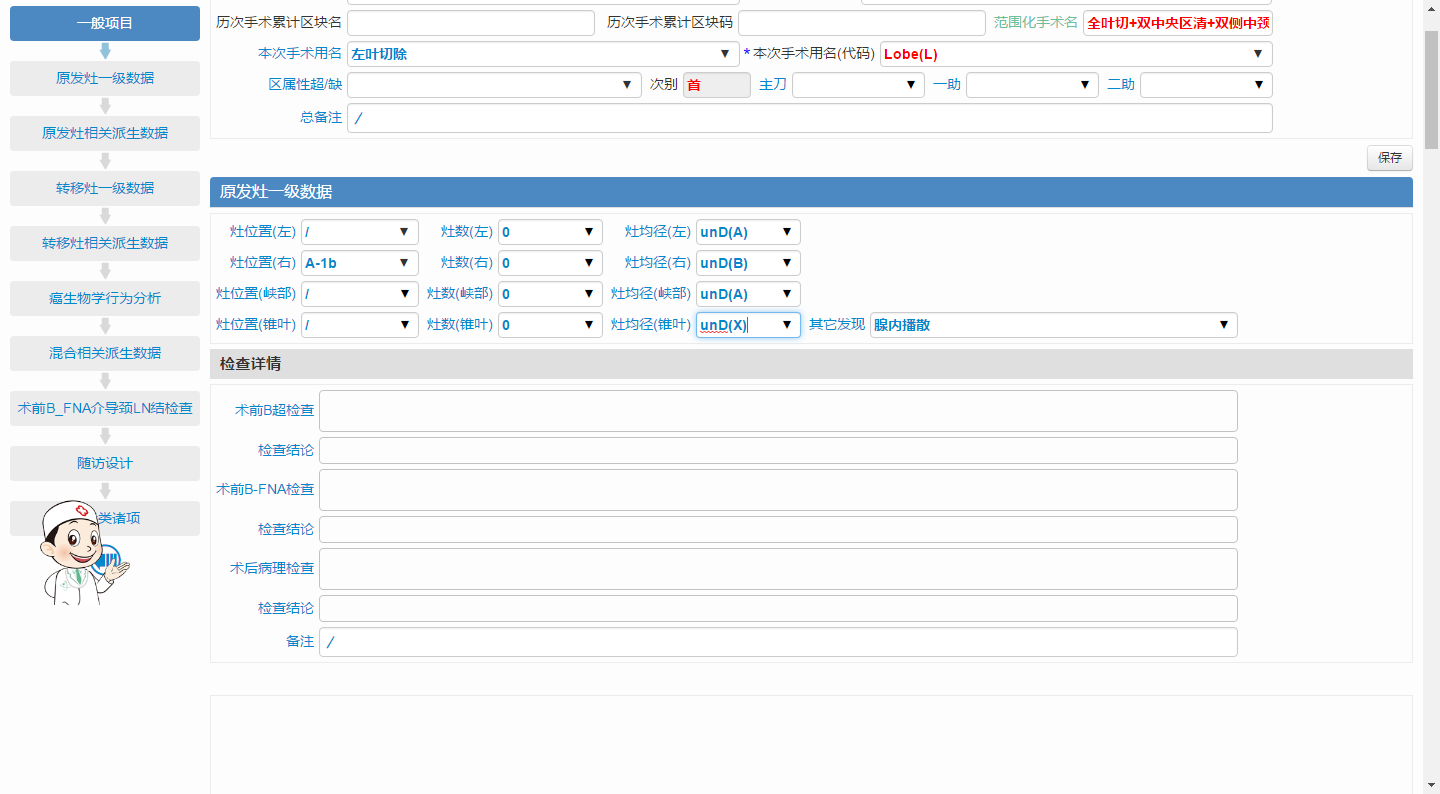 一般项目
原发灶一级数据
原发灶相关派生数据
转移灶一级数据
转移灶相关派生数据
癌生物学行为分析
混合相关派生数据
术前B_FNA介导颈LN结检查
随访设计
类诸项
历次手术累计区块名 历次手术累计区块码 范围化手术名 全叶切+双中央区清+双侧中颈
本次手术用名 左叶切除 * 本次手术用名(代码) Lobe(L)
区属性超/缺 次别 首 主刀 一助 二助
总备注 /
保存
原发灶一级数据
灶位置(左) / 灶数(左) 0 灶均径(左) unD(A)
灶位置(右) A-1b 灶数(右) 0 灶均径(右) unD(B)
灶位置(峡部) / 灶数(峡部) 0 灶均径(峡部) unD(A)
灶位置(锥叶) / 灶数(锥叶) 0 灶均径(锥叶) unD(X) 其它发现 腺内播散
检查详情
术前B超检查
检查结论
术前B-FNA检查
检查结论
术后病理检查
检查结论
备注 /